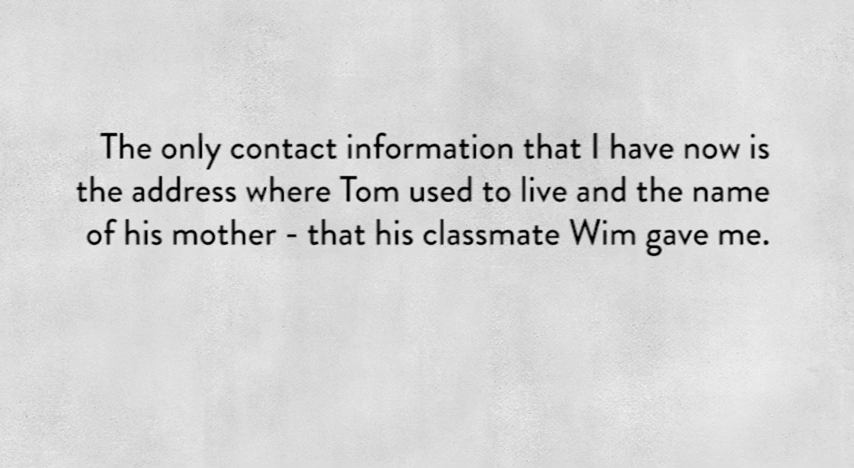 The only contact information that I have now is
the address where Tom used to live and the name
of his mother - that his classmate Wim gave me.